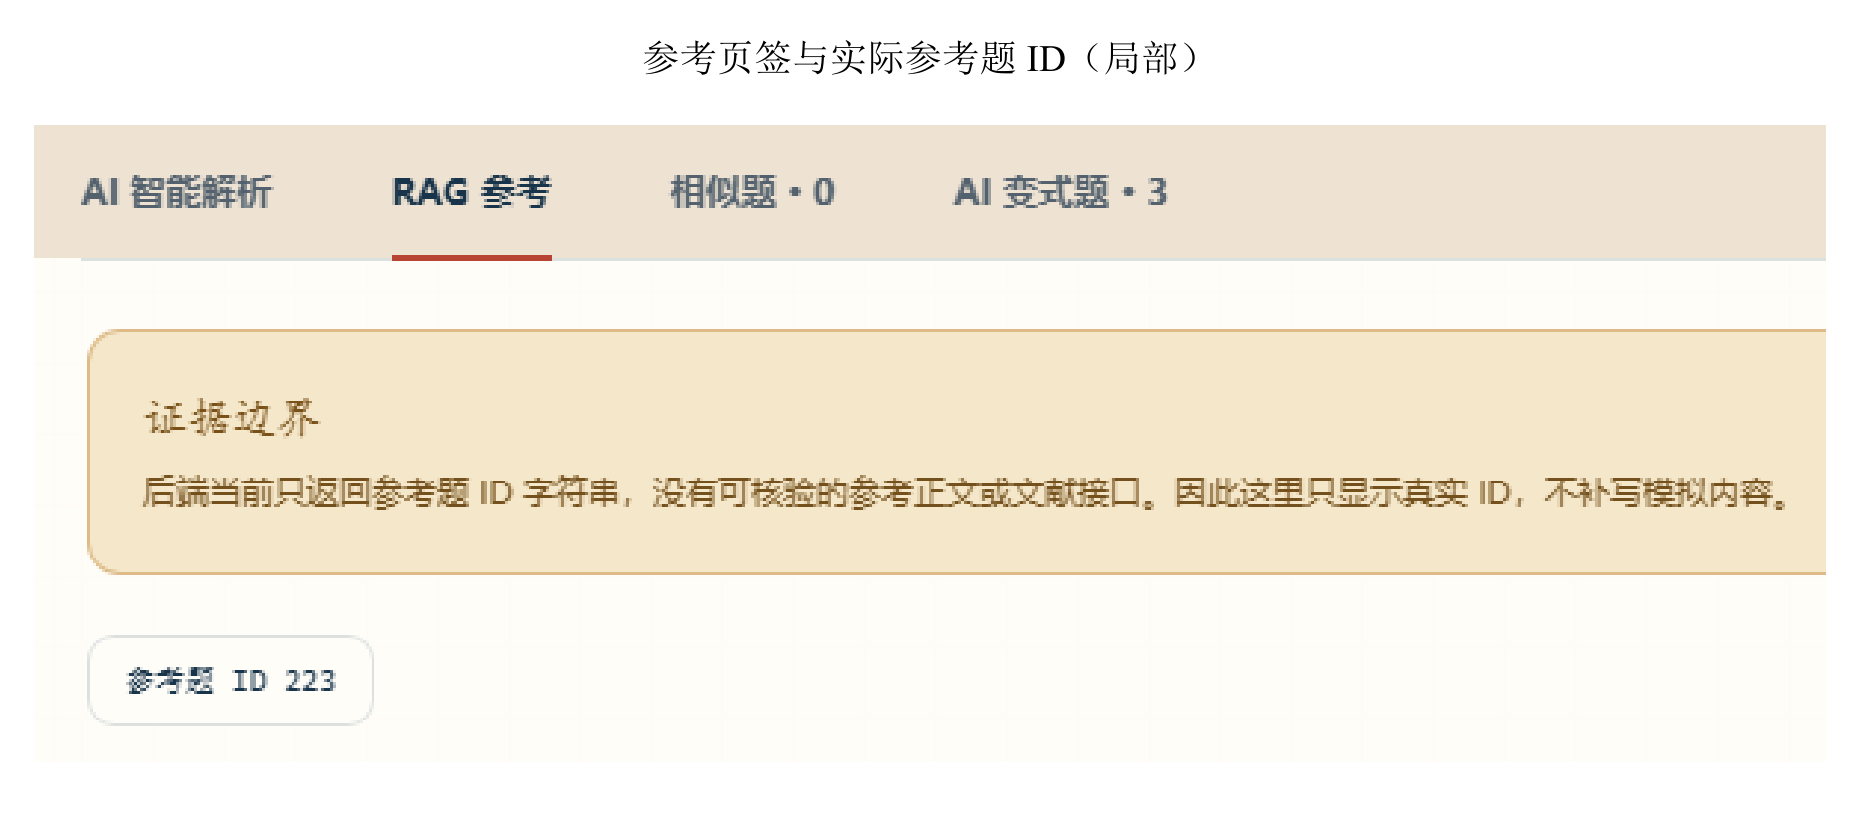 参考页签与实际参考题 ID（局部）
AI 智能解析 RAG 参考 相似题・0 AI 变式题・3
证据边界
后端当前只返回参考题 ID 字符串，没有可核验的参考正文或文献接口。因此这里只显示真实 ID，不补写模拟内容。
参考题 ID 223